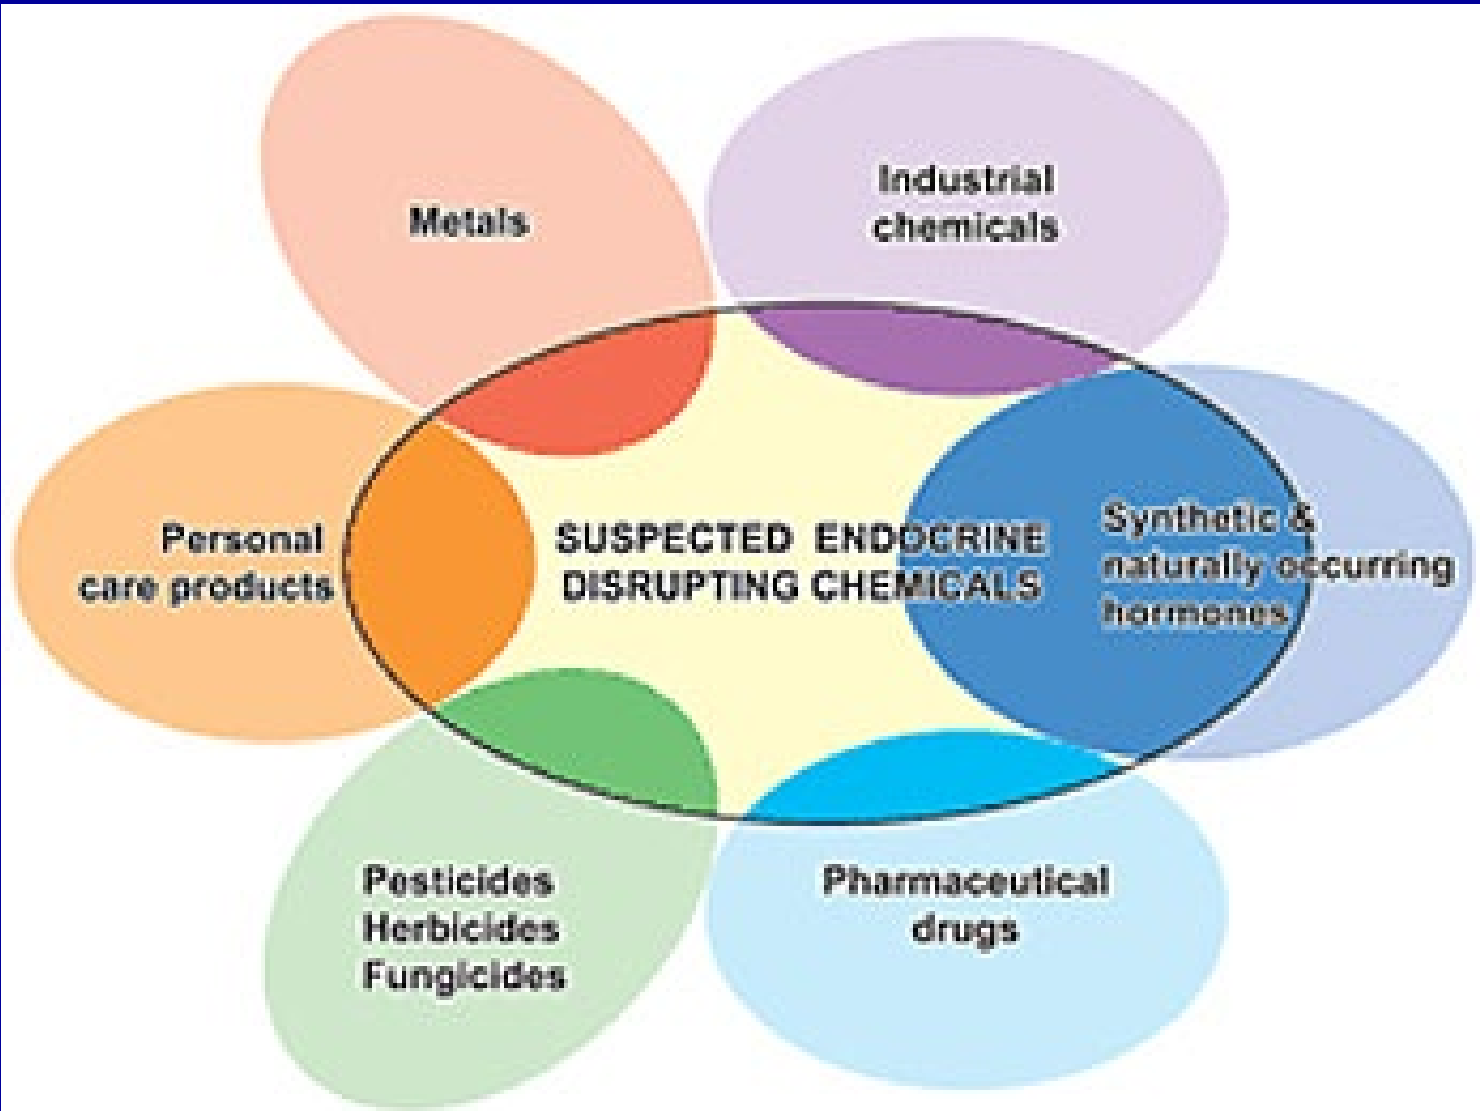 Metals
Industrial
chemicals
Personal
care products
SUSPECTED ENDOCRINE
DISRUPTING CHEMICALS
Synthetic &
naturally occurring
hormones
Pesticides
Herbicides
Fungicides
Pharmaceutical
drugs